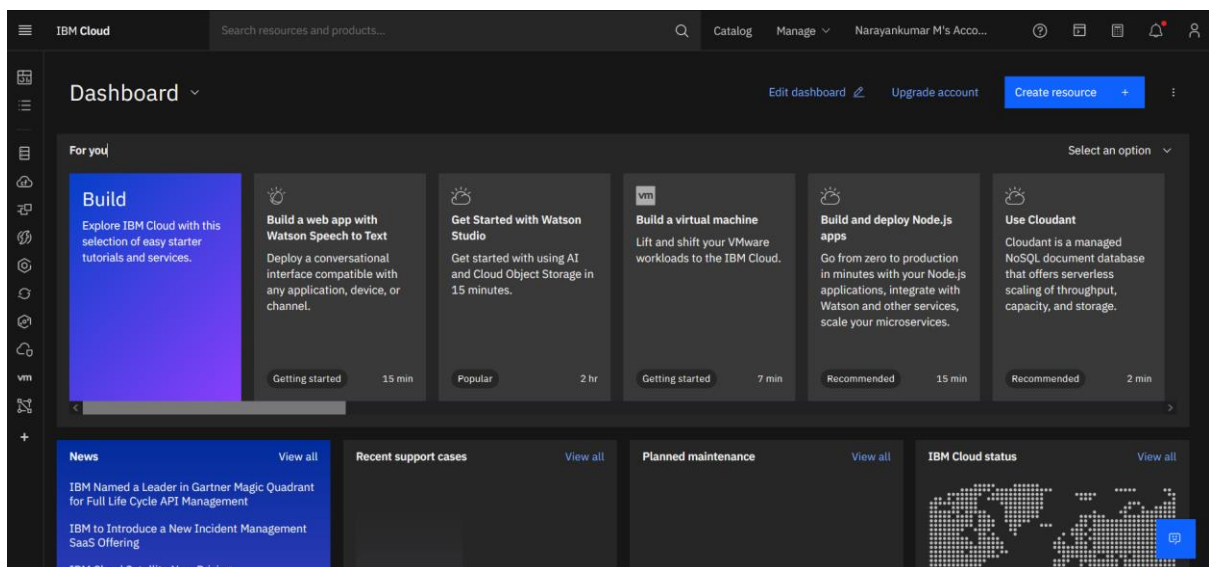 IBM Cloud
Search resources and products...
Catalog
Manage
Narayankumar M's Acco...
Dashboard
Edit dashboard
Upgrade account
Create resource +
For you
Select an option
Build
Explore IBM Cloud with this
selection of easy starter
tutorials and services.
Build a web app with
Watson Speech to Text
Deploy a conversational
interface compatible with
any application, device, or
channel.
Getting started
15 min
Get Started with Watson
Studio
Get started with using AI
and Cloud Object Storage in
15 minutes.
Popular
2 hr
vm
Build a virtual machine
Lift and shift your VMware
workloads to the IBM Cloud.
Getting started
7 min
Build and deploy Node.js
apps
Go from zero to production
in minutes with your Node.js
applications, integrate with
Watson and other services,
scale your microservices.
Recommended
15 min
Use Cloudant
Cloudant is a managed
NoSQL document database
that offers serverless
scaling of throughput,
capacity, and storage.
Recommended
2 min
vm
News
View all
IBM Named a Leader in Gartner Magic Quadrant
for Full Life Cycle API Management
IBM to Introduce a New Incident Management
SaaS Offering
Recent support cases
View all
Planned maintenance
View all
IBM Cloud status
View all